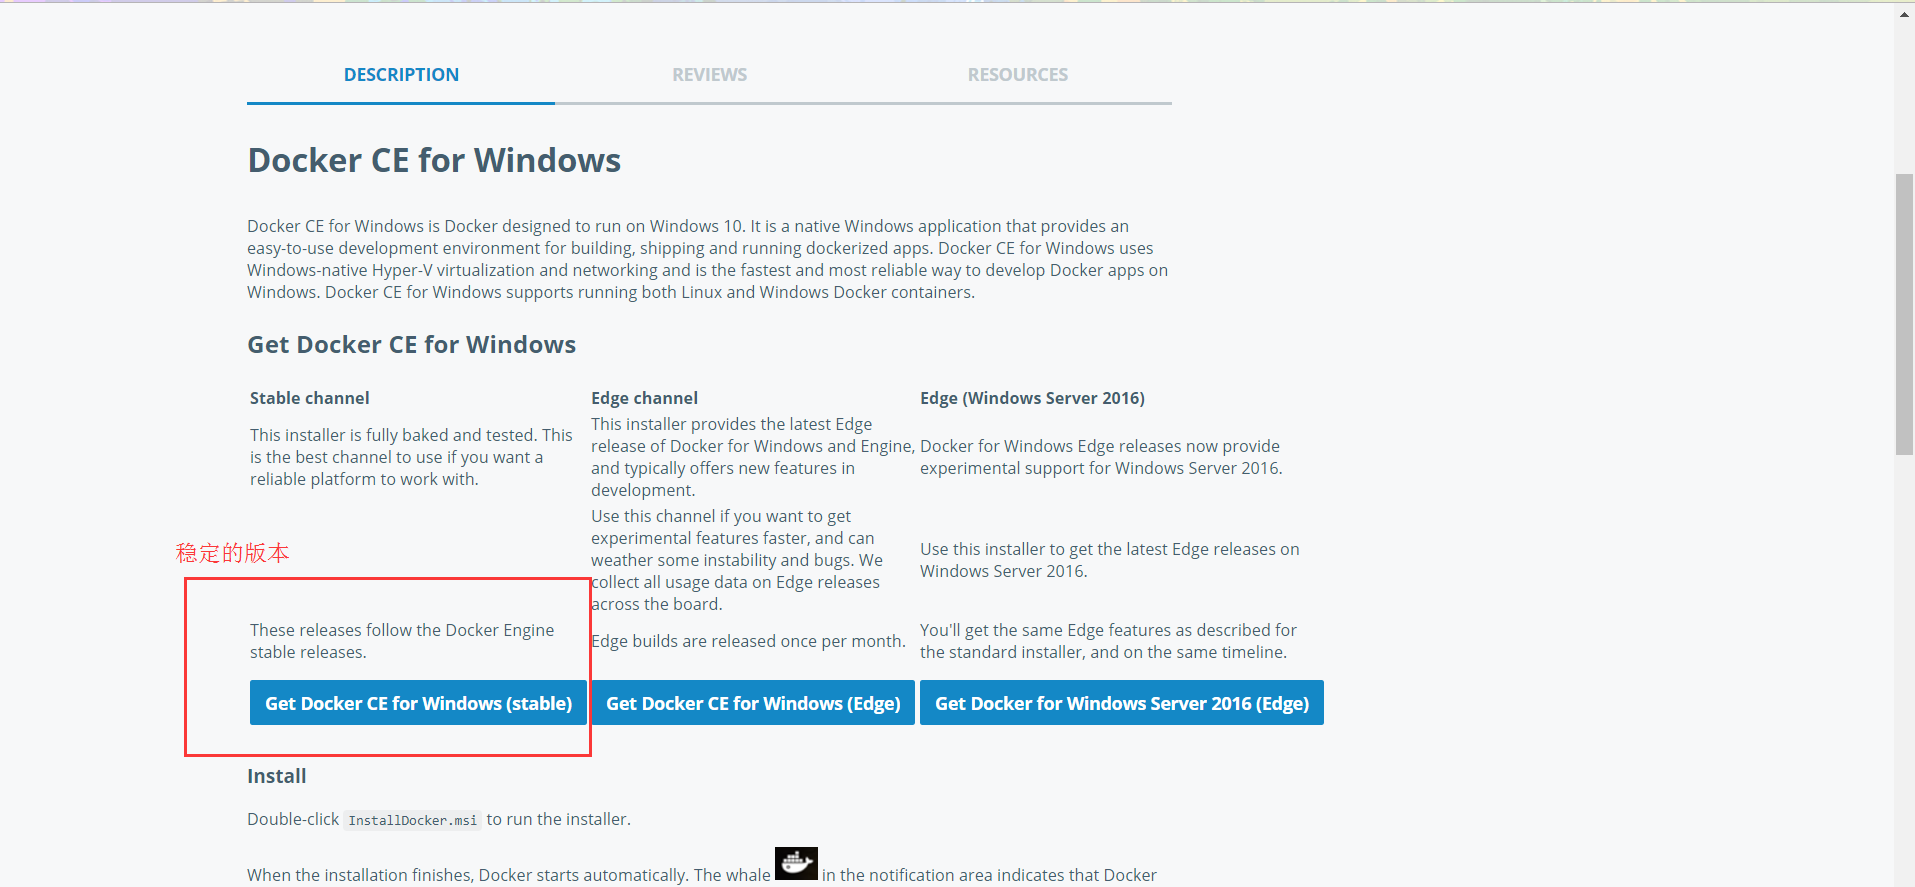 DESCRIPTION
REVIEWS
RESOURCES
Docker CE for Windows
Docker CE for Windows is Docker designed to run on Windows 10. It is a native Windows application that provides an
easy-to-use development environment for building, shipping and running dockerized apps. Docker CE for Windows uses
Windows-native Hyper-V virtualization and networking and is the fastest and most reliable way to develop Docker apps on
Windows. Docker CE for Windows supports running both Linux and Windows Docker containers.
Get Docker CE for Windows
Stable channel
This installer is fully baked and tested. This
is the best channel to use if you want a
reliable platform to work with.
稳定的版本
These releases follow the Docker Engine
stable releases.
Get Docker CE for Windows (stable)
Edge channel
This installer provides the latest Edge
release of Docker for Windows and Engine,
and typically offers new features in
development.
Use this channel if you want to get
experimental features faster, and can
weather some instability and bugs. We
collect all usage data on Edge releases
across the board.
Edge builds are released once per month.
Get Docker CE for Windows (Edge)
Edge (Windows Server 2016)
Docker for Windows Edge releases now provide
experimental support for Windows Server 2016.
Use this installer to get the latest Edge releases on
Windows Server 2016.
You'll get the same Edge features as described for
the standard installer, and on the same timeline.
Get Docker for Windows Server 2016 (Edge)
Install
Double-click InstallDocker.msi to run the installer.
When the installation finishes, Docker starts automatically. The whale in the notification area indicates that Docker